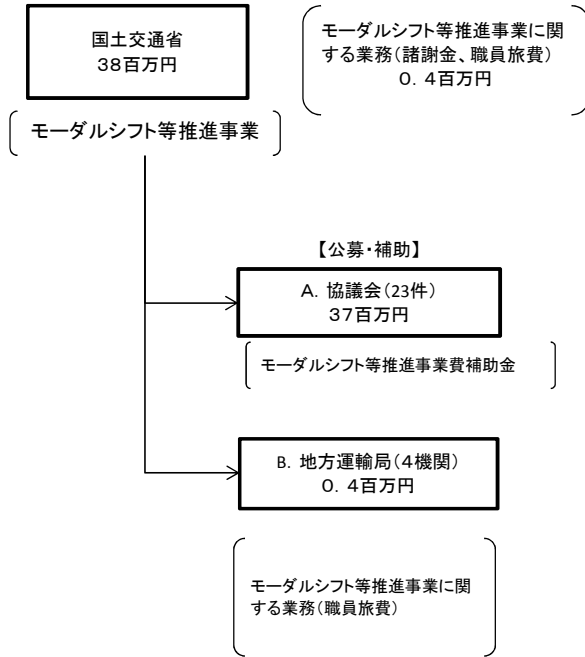 国土交通省
38百万円
モーダルシフト等推進事業に関
する業務(諸謝金、職員旅費)
0．4百万円
モーダルシフト等推進事業
【公募・補助】
A．協議会(23件)
37百万円
モーダルシフト等推進事業費補助金
B．地方運輸局(4機関)
0．4百万円
モーダルシフト等推進事業に関
する業務(職員旅費)